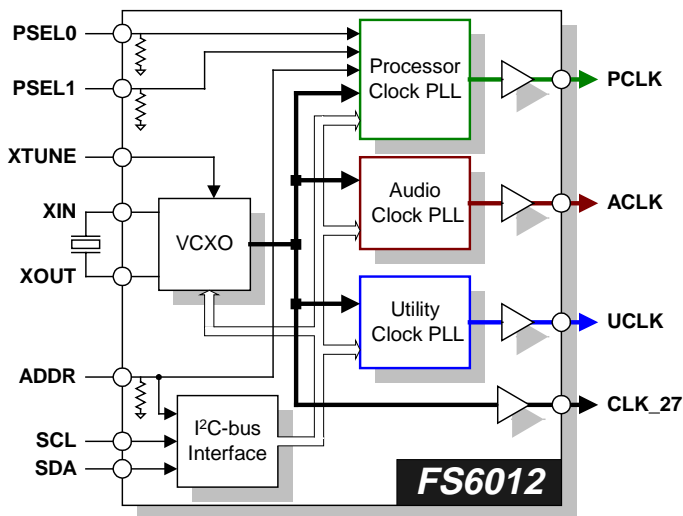 PSEL0
PSEL1
XTUNE
XIN
XOUT
ADDR
SCL
SDA
VCXO
I²C-bus
Interface
Processor
Clock PLL
Audio
Clock PLL
Utility
Clock PLL
PCLK
ACLK
UCLK
CLK_27
FS6012